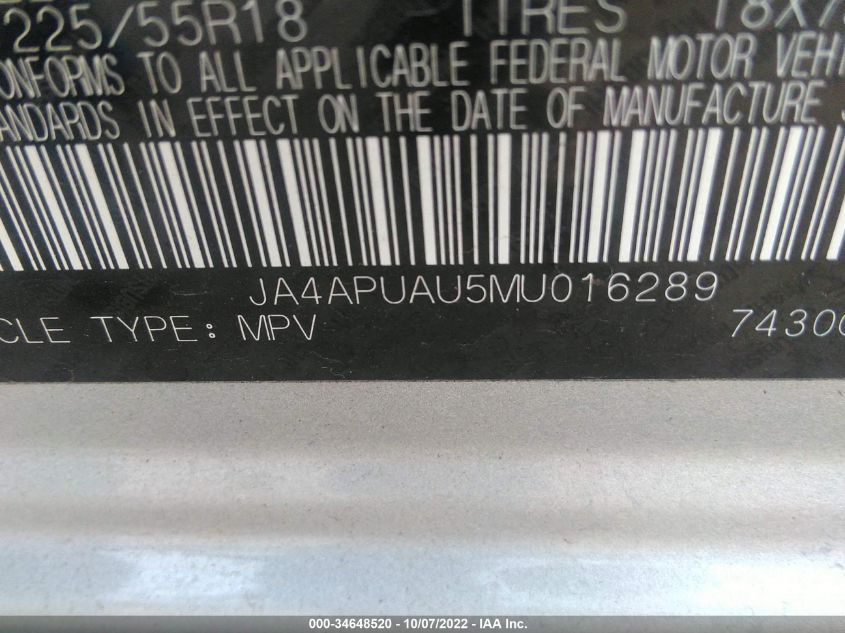 225/55R18 TIRES 18X7
CONFORMS TO ALL APPLICABLE FEDERAL MOTOR VEHI
ANDARDS IN EFFECT ON THE DATE OF MANUFACTURE
JA4APUAU5MU016289
CLE TYPE: MPV 7430
000-34648520 - 10/07/2022 - IAA Inc.